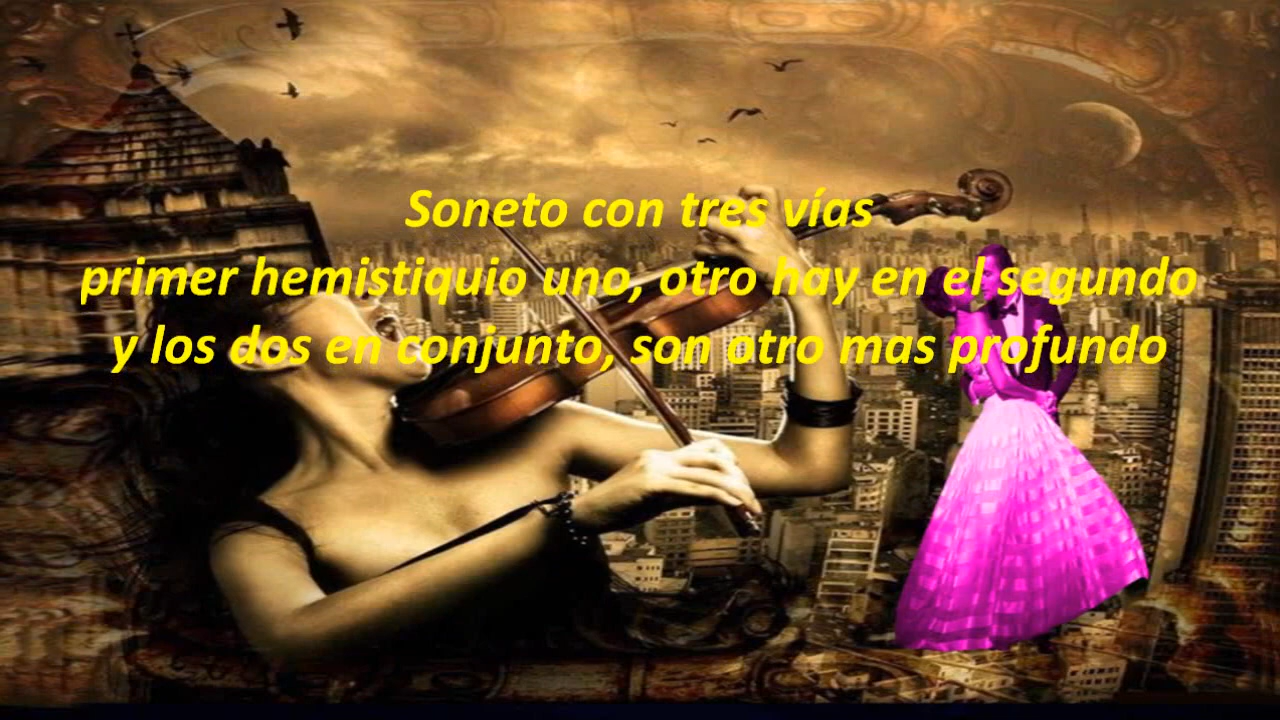 Soneto con tres vías
primer hemistiquio uno, otro hay en el segundo
y los dos en conjunto, son otro mas profundo